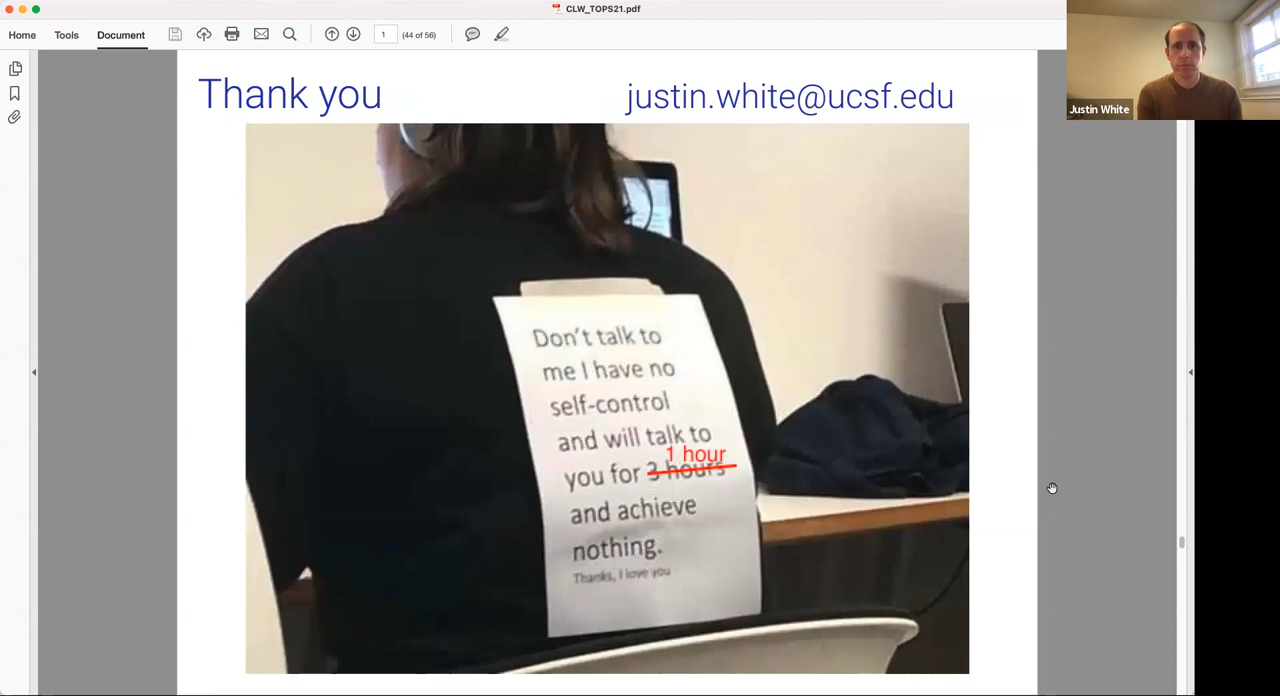 CLW_TOPS21.pdf
Home Tools Document
1 (44 of 56)
Justin White
Thank you
justin.white@ucsf.edu
Don't talk to
me I have no
self-control
and will talk to
1 hour
you for 3 hours
and achieve
nothing.
Thanks, I love you